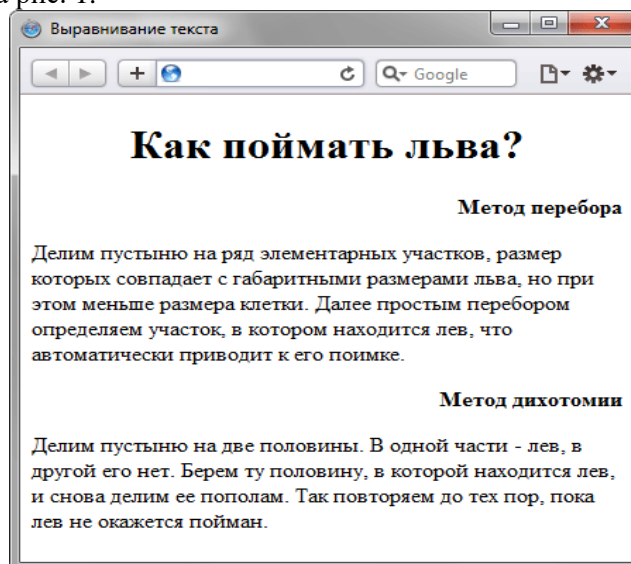 а рис. 1.
Выравнивание текста
Google
Как поймать льва?
Метод перебора
Делим пустыню на ряд элементарных участков, размер
которых совпадает с габаритными размерами льва, но при
этом меньше размера клетки. Далее простым перебором
определяем участок, в котором находится лев, что
автоматически приводит к его поимке.
Метод дихотомии
Делим пустыню на две половины. В одной части - лев, в
другой его нет. Берем ту половину, в которой находится лев,
и снова делим ее пополам. Так повторяем до тех пор, пока
лев не окажется пойман.